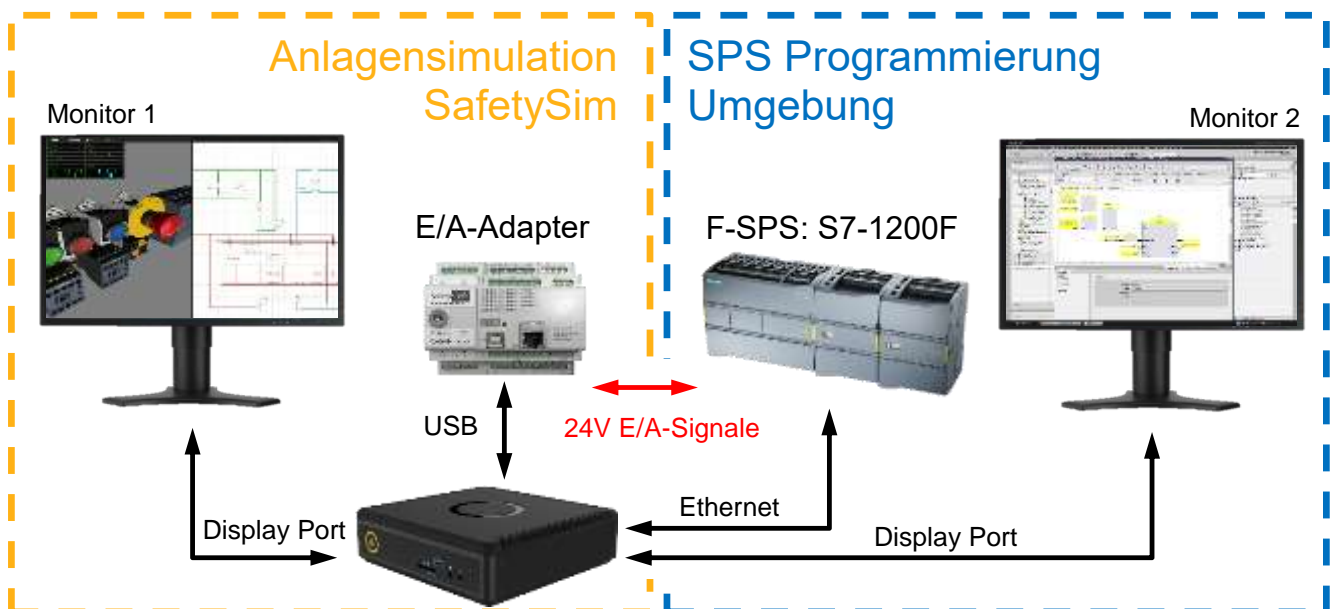 Anlagensimulation
SafetySim
SPS Programmierung
Umgebung
Monitor 1
Monitor 2
E/A-Adapter
F-SPS: S7-1200F
USB
24V E/A-Signale
Ethernet
Display Port
Display Port